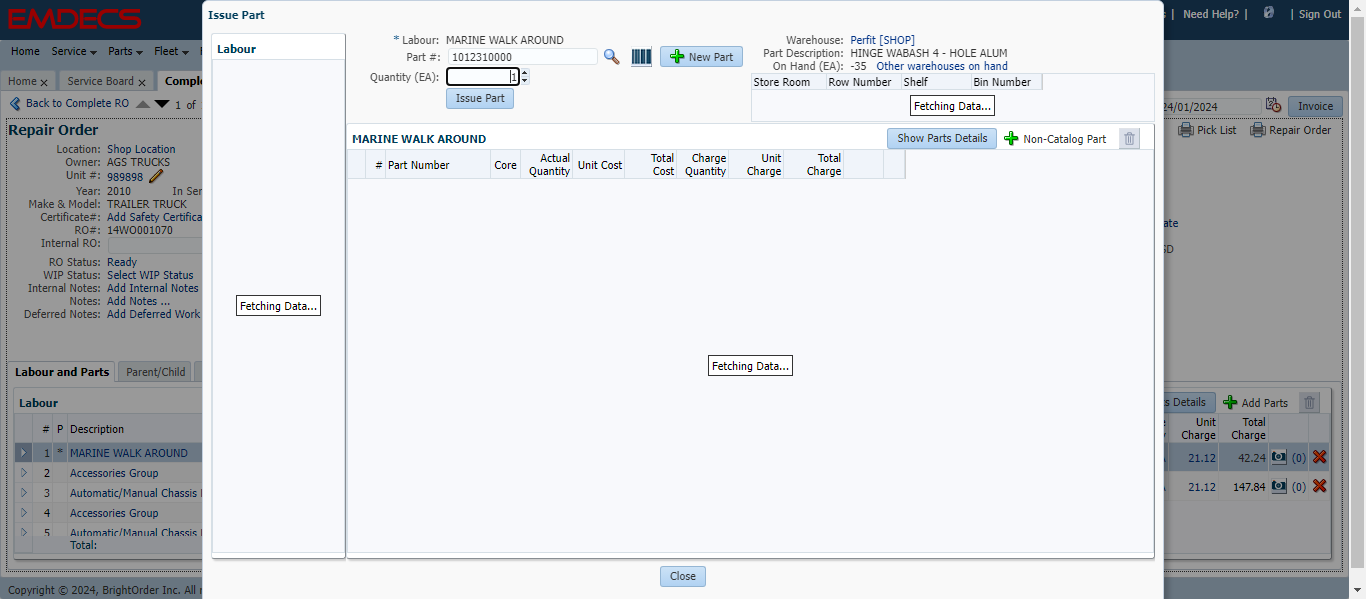 EMDECS
Need Help? | | Sign Out
Home Service Parts Fleet
Home x Service Board x
Back to Complete RO 1 of
24/01/2024 Invoice
Pick List Repair Order
Repair Order
Location: Shop Location
Owner: AGS TRUCKS
Unit #: 989898
Year: 2010 In Ser
Make & Model: TRAILER TRUCK
Certificate#: Add Safety Certifica
RO#: 14WO001070
Internal RO:
RO Status: Ready
WIP Status: Select WIP Status
Internal Notes: Add Internal Notes
Notes: Add Notes ...
Deferred Notes: Add Deferred Work
Labour and Parts Parent/Child
Labour
# P Description
1 * MARINE WALK AROUND
2 Accessories Group
3 Automatic/Manual Chassis
4 Accessories Group
5 Automatic/Manual Chassis
Total:
Copyright © 2024, BrightOrder Inc. All
Issue Part
Labour
Fetching Data...
* Labour: MARINE WALK AROUND
Part #: 1012310000 New Part
Quantity (EA): 1
Issue Part
Warehouse: Perfit [SHOP]
Part Description: HINGE WABASH 4 - HOLE ALUM
On Hand (EA): -35 Other warehouses on hand
Store Room Row Number Shelf Bin Number
Fetching Data...
MARINE WALK AROUND Show Parts Details Non-Catalog Part
# Part Number Core Actual Quantity Unit Cost Total Cost Charge Quantity Unit Charge Total Charge
Fetching Data...
Close
Details Add Parts
Unit Charge Total Charge
21.12 42.24 (0)
21.12 147.84 (0)